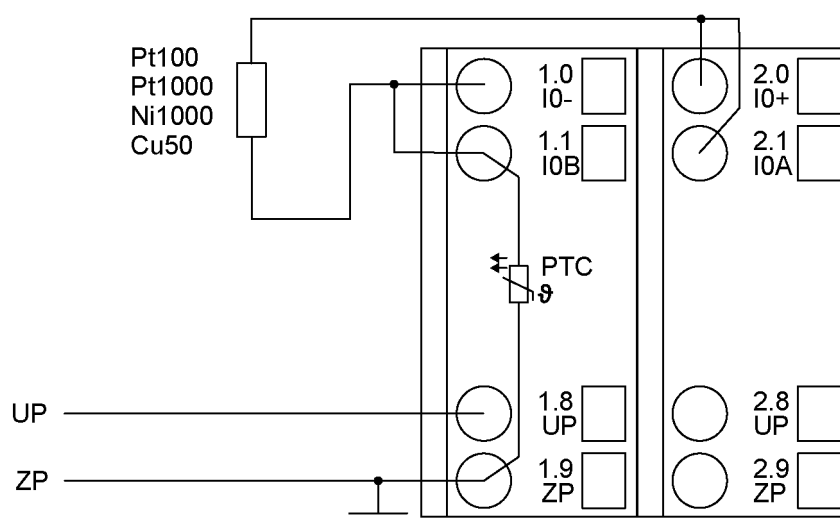 Pt100
Pt1000
Ni1000
Cu50
1.0
I0-
2.0
I0+
1.1
I0B
2.1
I0A
PTC
ϑ
UP
1.8
UP
2.8
UP
ZP
1.9
ZP
2.9
ZP